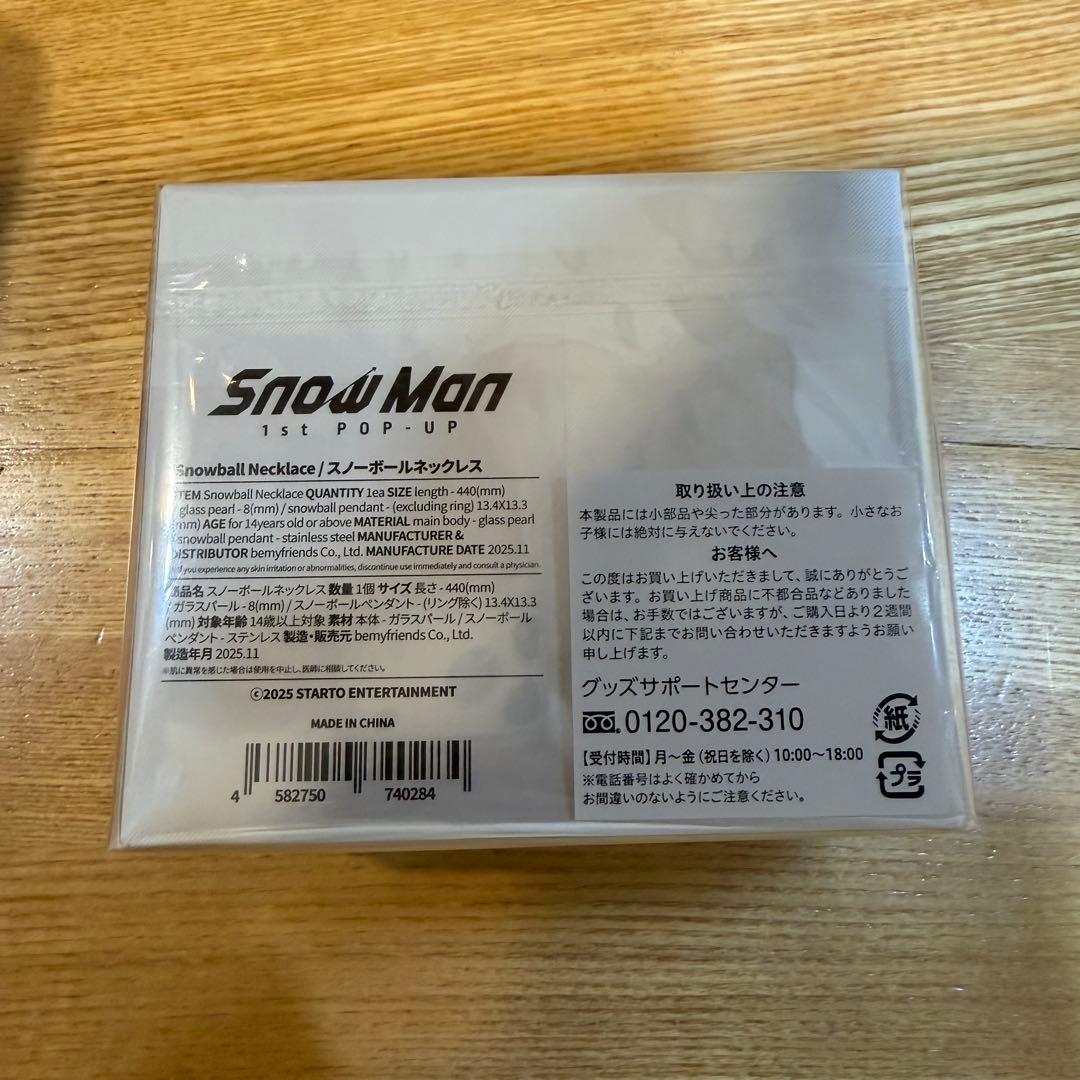 Snow Man
1st POP-UP
Snowball Necklace / スノーボールネックレス
ITEM Snowball Necklace QUANTITY 1ea SIZE length - 440(mm)
/ glass pearl - 8(mm) / snowball pendant - (excluding ring) 13.4X13.3
(mm) AGE for 14years old or above MATERIAL main body - glass pearl
/ snowball pendant - stainless steel MANUFACTURER &
DISTRIBUTOR bemyfriends Co., Ltd. MANUFACTURE DATE 2025.11
If you experience any skin irritation or abnormalities, discontinue use immediately and consult a physician.
商品名 スノーボールネックレス 数量 1個 サイズ 長さ - 440(mm)
/ ガラスパール - 8(mm) / スノーボールペンダント - (リング除く) 13.4X13.3
(mm) 対象年齢 14歳以上対象 素材 本体 - ガラスパール / スノーボール
ペンダント - ステンレス 製造・販売元 bemyfriends Co., Ltd.
製造年月 2025.11
※肌に異常を感じた場合は使用を中止し、医師に相談してください。
©2025 STARTO ENTERTAINMENT
MADE IN CHINA
4 582750 740284
取り扱い上の注意
本製品には小部品や尖った部分があります。小さなお
子様には絶対に与えないでください。
お客様へ
この度はお買い上げいただきまして、誠にありがとうご
ざいます。お買い上げ商品に不都合品などありました
場合は、お手数ではございますが、ご購入日より2週間
以内に下記までお問い合わせいただきますようお願い
申し上げます。
グッズサポートセンター
0120-382-310
【受付時間】月〜金(祝日を除く)10:00〜18:00
※電話番号はよく確かめてから
お間違いのないようにご注意ください。
紙
プラ